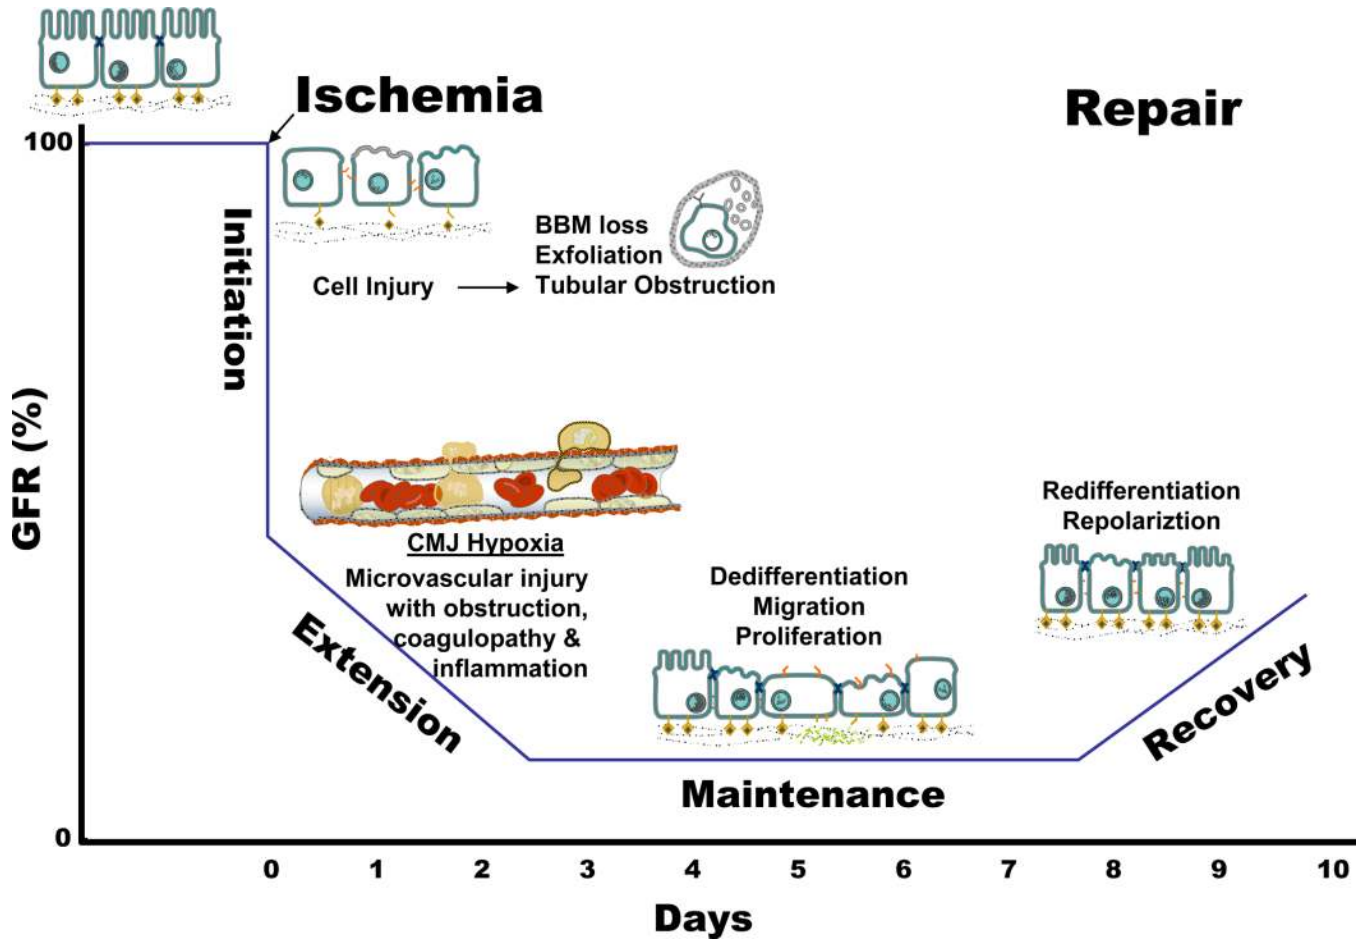 Ischemia
Repair
100
Initiation
BBM loss
Exfoliation
Cell Injury
Tubular Obstruction
GFR (%)
CMJ Hypoxia
Microvascular injury
with obstruction,
coagulopathy &
inflammation
Extension
Dedifferentiation
Migration
Proliferation
Redifferentiation
Repolariztion
Recovery
Maintenance
0
0 1 2 3 4 5 6 7 8 9 10
Days